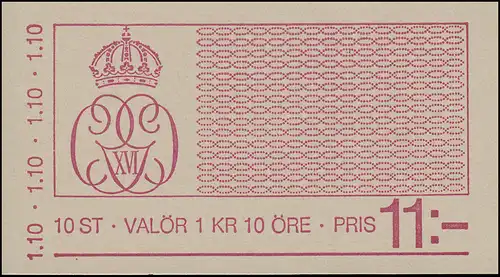 1.10 · 1.10 · 1.10 · 1.10 · 1.10
XVI
10 ST · VALÖR 1 KR 10 ÖRE · PRIS 11:–